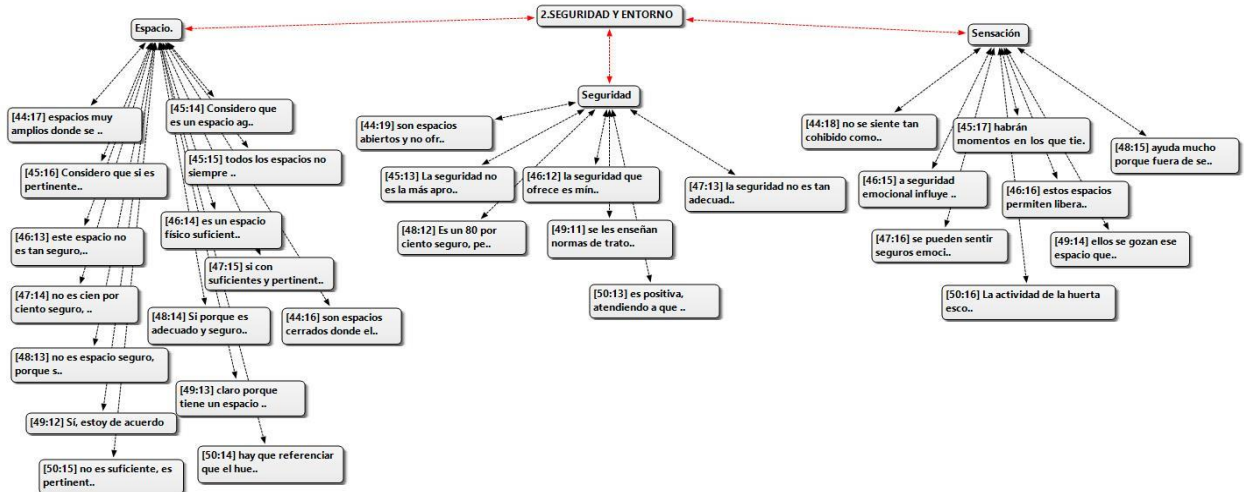 2.SEGURIDAD Y ENTORNO
Espacio.
[44:17] espacios muy
amplios donde se ..
[45:14] Considero que
es un espacio ag..
[45:15] todos los espacios no
siempre ..
[45:16] Considero que si es
pertinente..
[46:14] es un espacio
físico suficient..
[46:13] este espacio no
es tan seguro,..
[47:15] si con
suficientes y pertinent..
[47:14] no es cien por
ciento seguro, ..
[48:14] Si porque es
adecuado y seguro..
[44:16] son espacios
cerrados donde el..
[48:13] no es espacio seguro,
porque s..
[49:13] claro porque
tiene un espacio ..
[49:12] Sí, estoy de acuerdo
[50:14] hay que referenciar
que el hue..
[50:15] no es suficiente, es
pertinent..
Seguridad
[44:19] son espacios
abiertos y no ofr..
[45:13] La seguridad no
es la más apro..
[46:12] la seguridad que
ofrece es mín..
[47:13] la seguridad no es tan
adecuad..
[48:12] Es un 80 por
ciento seguro, pe..
[49:11] se les enseñan
normas de trato..
[50:13] es positiva,
atendiendo a que ..
Sensación
[44:18] no se siente tan
cohibido como..
[45:17] habrán
momentos en los que tie.
[48:15] ayuda mucho
porque fuera de se..
[46:15] a seguridad
emocional influye ..
[46:16] estos espacios
permiten libera..
[47:16] se pueden sentir
seguros emoci..
[49:14] ellos se gozan ese
espacio que..
[50:16] La actividad de la huerta
esco..